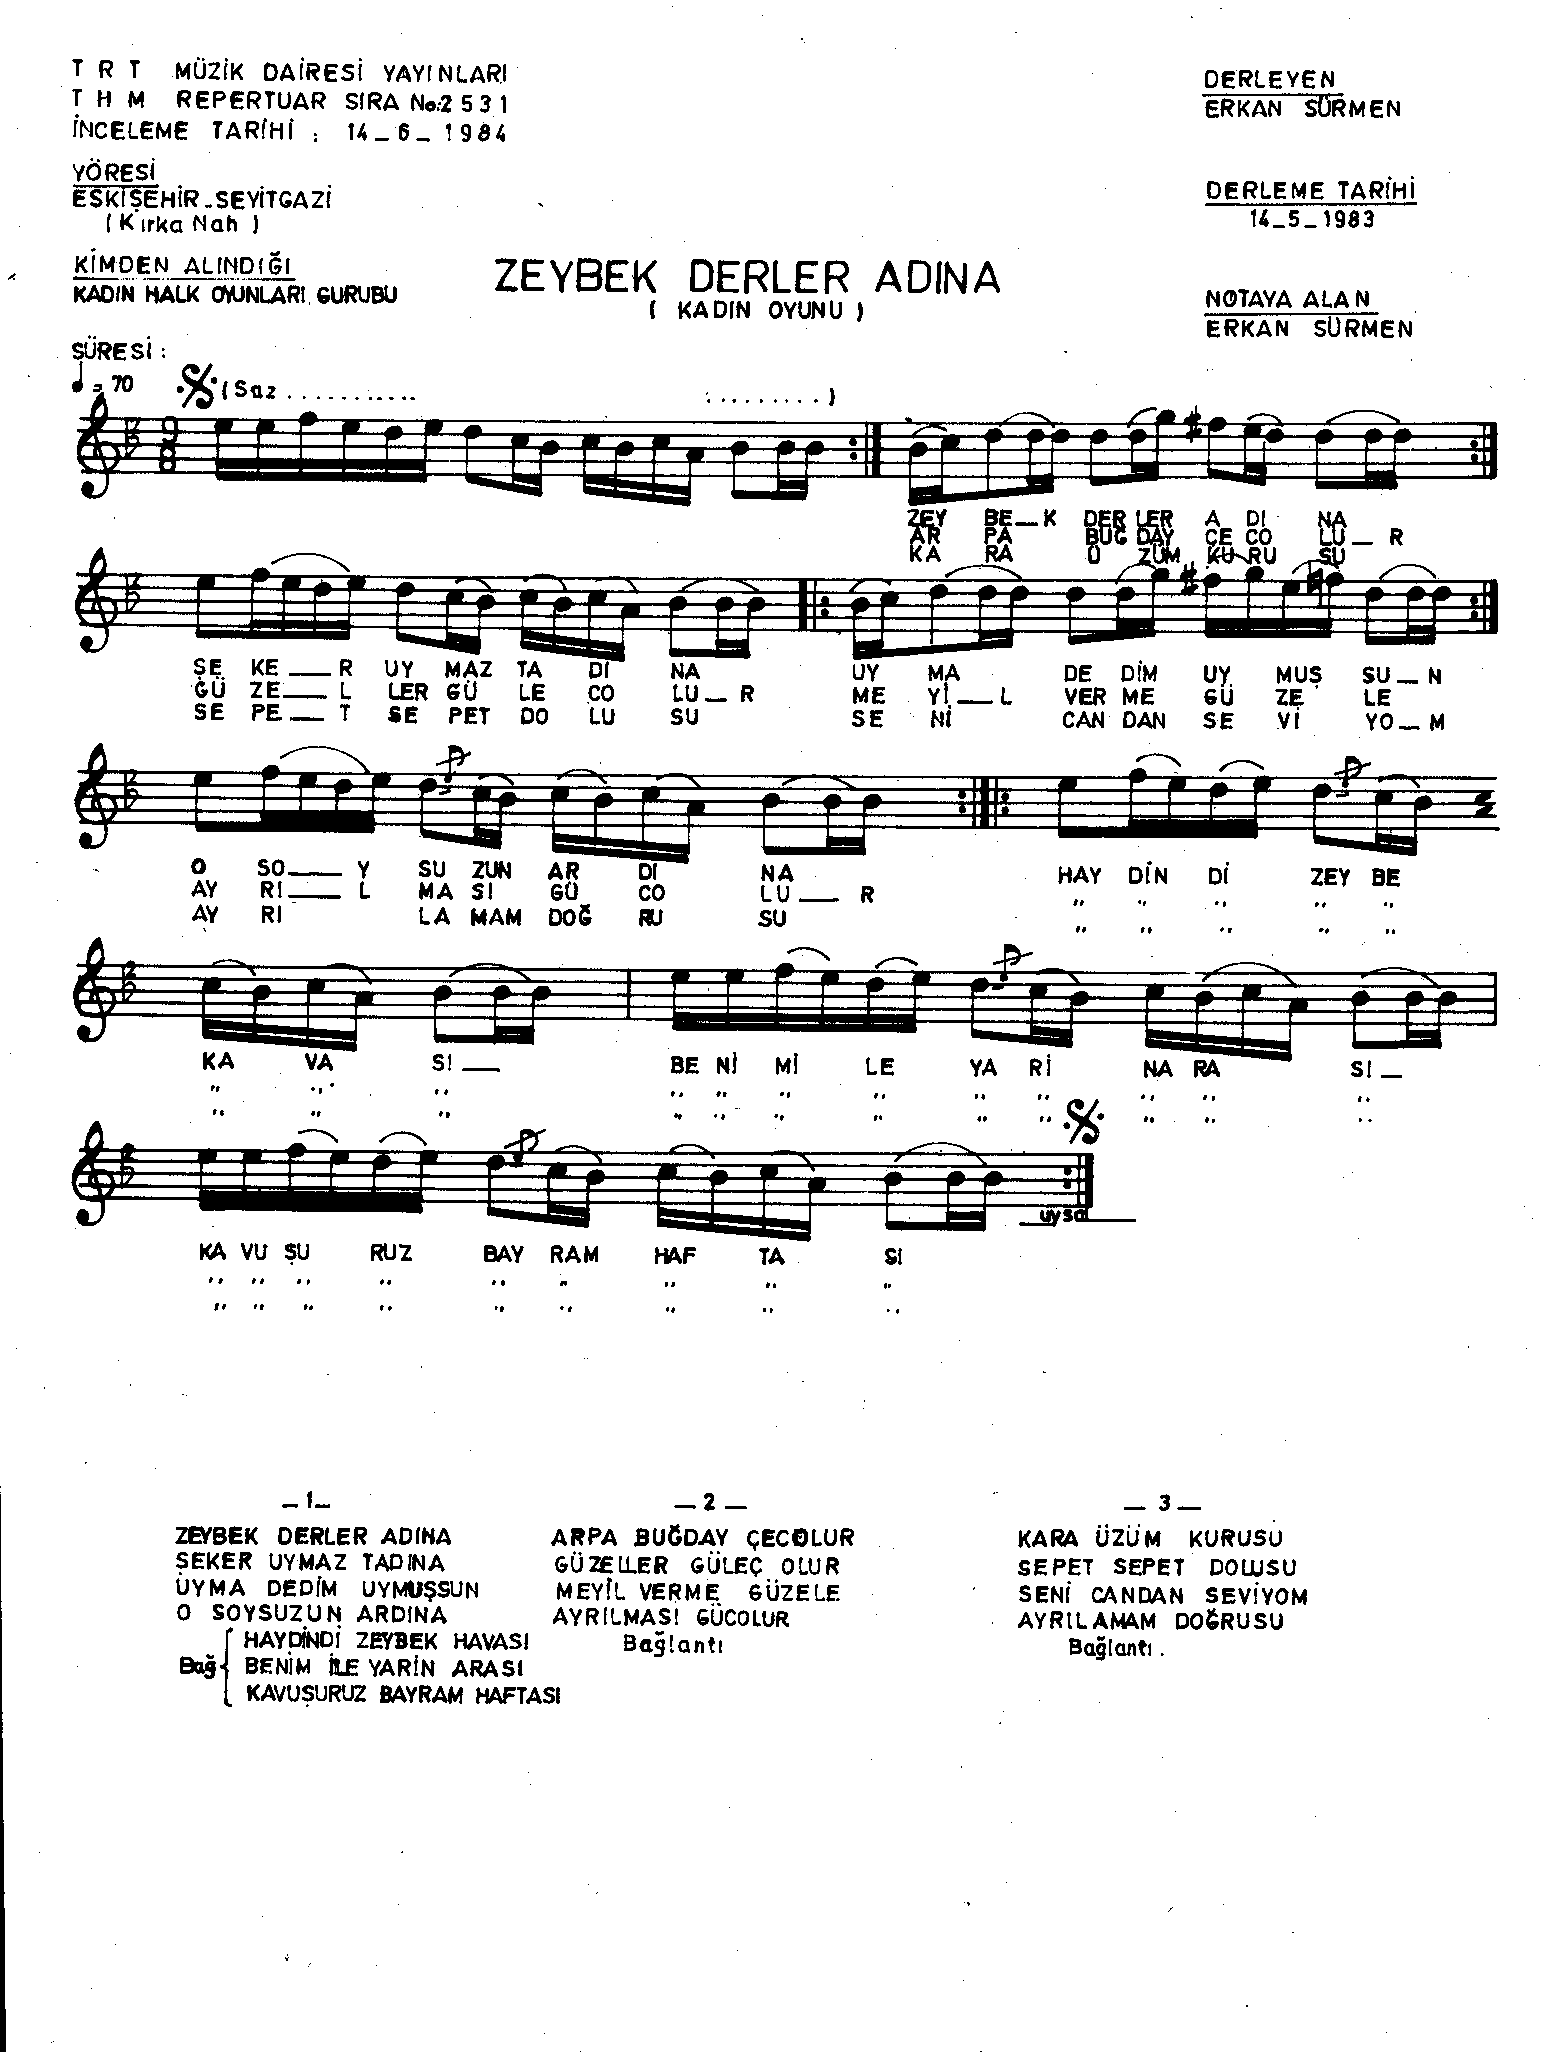 T R T MÜZİK DAİRESİ YAYINLARI
T H M REPERTUAR SIRA No:2531
İNCELEME TARİHİ : 14_6_1984
YÖRESİ
ESKİŞEHİR_SEYİTGAZİ
(Kırka Nah)
KİMDEN ALINDIĞI
KADIN HALK OYUNLARI GURUBU
SÜRESİ :
= 70
DERLEYEN
ERKAN SÜRMEN
DERLEME TARİHİ
14_5_1983
NOTAYA ALAN
ERKAN SÜRMEN
ZEYBEK DERLER ADINA
( KADIN OYUNU )
(Saz ........... .........)
9
8
ZEY BE_K DER LER A DI NA
AR PA BUĞ DAY ÇE CO LU_R
KA RA Ü ZÜM KU RU SU
ŞE KE_R UY MAZ TA DI NA UY MA DE DİM UY MUŞ SU_N
GÜ ZE_L LER GÜ LE ÇO LU_R ME Yİ_L VER ME GÜ ZE LE
SE PE_T SE PET DO LU SU SE Nİ CAN DAN SE Vİ YO_M
O SO_Y SU ZUN AR DI NA HAY DİN Dİ ZEY BE
AY RI_L MA SI GÜ CO LU_R " " " " "
AY RI LA MAM DOĞ RU SU " " " " "
KA VA SI_ BE Nİ Mİ LE YA Rİ NA RA SI_
" " " " " " " " " " " "
" " " " " " " " " " " "
uysal
KA VU ŞU RUZ BAY RAM HAF TA SI
" " " " " " " " "
" " " " " " " " "
_1_
ZEYBEK DERLER ADINA
ŞEKER UYMAZ TADINA
UYMA DEDİM UYMUŞSUN
O SOYSUZUN ARDINA
Bağ
HAYDİNDİ ZEYBEK HAVASI
BENİM İLE YARİN ARASI
KAVUŞURUZ BAYRAM HAFTASI
_2_
ARPA BUĞDAY ÇECOLUR
GÜZELLER GÜLEÇ OLUR
MEYİL VERME GÜZELE
AYRILMASI GÜCOLUR
Bağlantı
_3_
KARA ÜZÜM KURUSU
SEPET SEPET DOLUSU
SENİ CANDAN SEVİYOM
AYRILAMAM DOĞRUSU
Bağlantı.